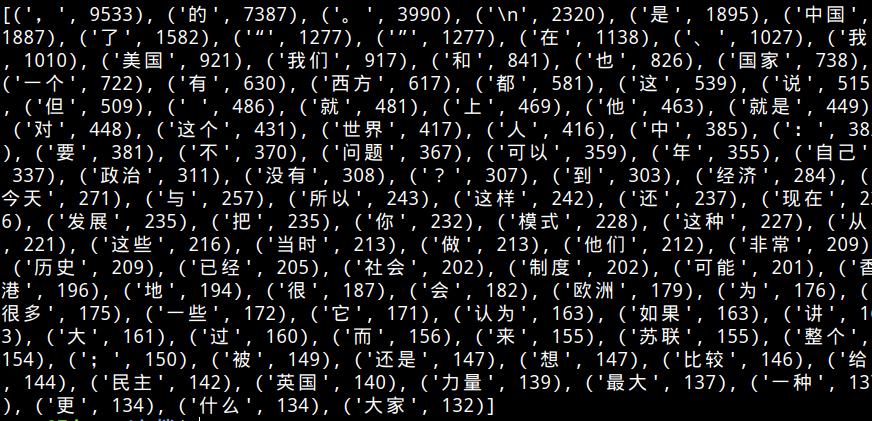 [('，', 9533), ('的', 7387), ('。', 3990), ('\n', 2320), ('是', 1895), ('中国',
1887), ('了', 1582), ('“', 1277), ('”', 1277), ('在', 1138), ('、', 1027), ('我
, 1010), ('美国', 921), ('我们', 917), ('和', 841), ('也', 826), ('国家', 738),
('一个', 722), ('有', 630), ('西方', 617), ('都', 581), ('这', 539), ('说', 515
, ('但', 509), (' ', 486), ('就', 481), ('上', 469), ('他', 463), ('就是', 449)
('对', 448), ('这个', 431), ('世界', 417), ('人', 416), ('中', 385), ('：', 38
), ('要', 381), ('不', 370), ('问题', 367), ('可以', 359), ('年', 355), ('自己'
337), ('政治', 311), ('没有', 308), ('？', 307), ('到', 303), ('经济', 284), (
今天', 271), ('与', 257), ('所以', 243), ('这样', 242), ('还', 237), ('现在', 23
6), ('发展', 235), ('把', 235), ('你', 232), ('模式', 228), ('这种', 227), ('从
, 221), ('这些', 216), ('当时', 213), ('做', 213), ('他们', 212), ('非常', 209)
('历史', 209), ('已经', 205), ('社会', 202), ('制度', 202), ('可能', 201), ('香
港', 196), ('地', 194), ('很', 187), ('会', 182), ('欧洲', 179), ('为', 176), (
很多', 175), ('一些', 172), ('它', 171), ('认为', 163), ('如果', 163), ('讲', 16
3), ('大', 161), ('过', 160), ('而', 156), ('来', 155), ('苏联', 155), ('整个',
154), ('；', 150), ('被', 149), ('还是', 147), ('想', 147), ('比较', 146), ('给
, 144), ('民主', 142), ('英国', 140), ('力量', 139), ('最大', 137), ('一种', 13
), ('更', 134), ('什么', 134), ('大家', 132)]